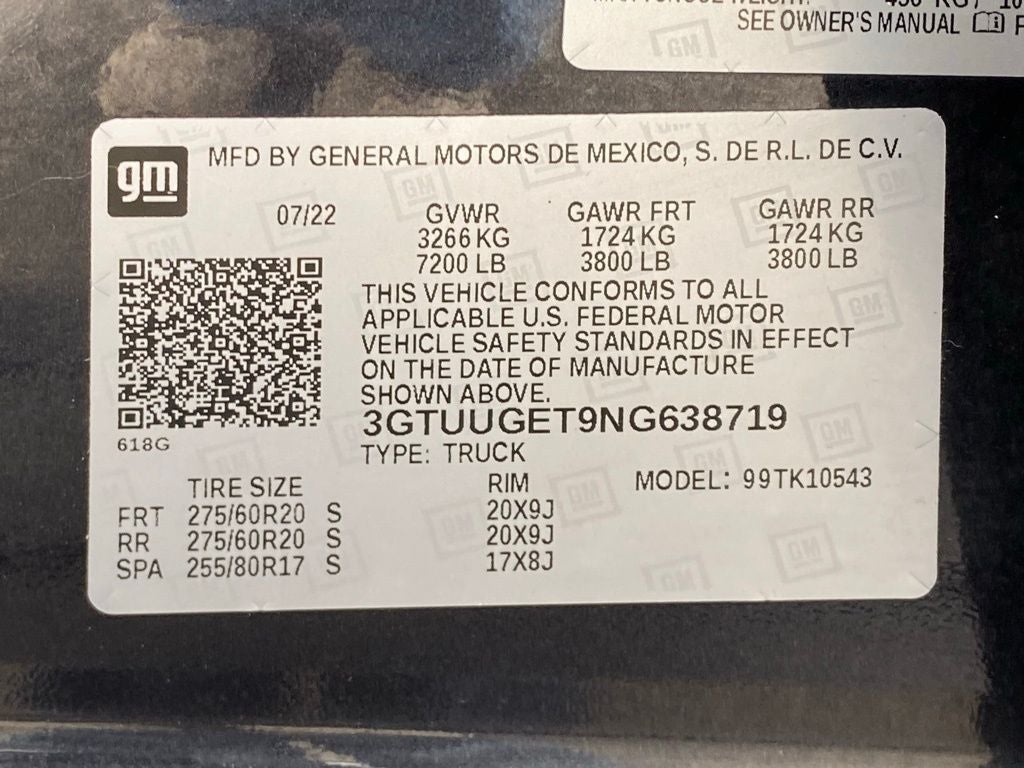 SEE OWNER'S MANUAL
gm
MFD BY GENERAL MOTORS DE MEXICO, S. DE R.L. DE C.V.
07/22 GVWR GAWR FRT GAWR RR
3266 KG 1724 KG 1724 KG
7200 LB 3800 LB 3800 LB
THIS VEHICLE CONFORMS TO ALL
APPLICABLE U.S. FEDERAL MOTOR
VEHICLE SAFETY STANDARDS IN EFFECT
ON THE DATE OF MANUFACTURE
SHOWN ABOVE.
3GTUUGET9NG638719
618G
TYPE: TRUCK
TIRE SIZE RIM MODEL: 99TK10543
FRT 275/60R20 S 20X9J
RR 275/60R20 S 20X9J
SPA 255/80R17 S 17X8J